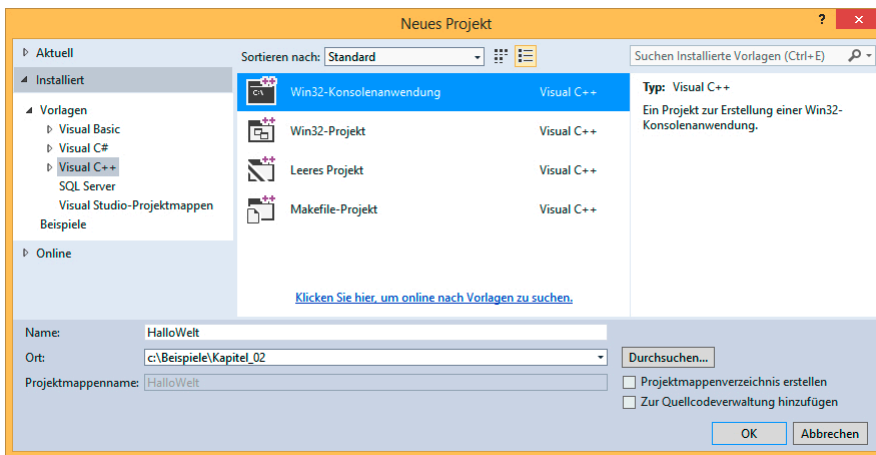 Neues Projekt
?
Aktuell
Installiert
Vorlagen
Visual Basic
Visual C#
Visual C++
SQL Server
Visual Studio-Projektmappen
Beispiele
Online
Sortieren nach: Standard
C:\
Win32-Konsolenanwendung Visual C++
Win32-Projekt Visual C++
Leeres Projekt Visual C++
Makefile-Projekt Visual C++
Klicken Sie hier, um online nach Vorlagen zu suchen.
Suchen Installierte Vorlagen (Ctrl+E)
Typ: Visual C++
Ein Projekt zur Erstellung einer Win32-
Konsolenanwendung.
Name: HalloWelt
Ort: c:\Beispiele\Kapitel_02
Durchsuchen...
Projektmappenname: HalloWelt
Projektmappenverzeichnis erstellen
Zur Quellcodeverwaltung hinzufügen
OK Abbrechen